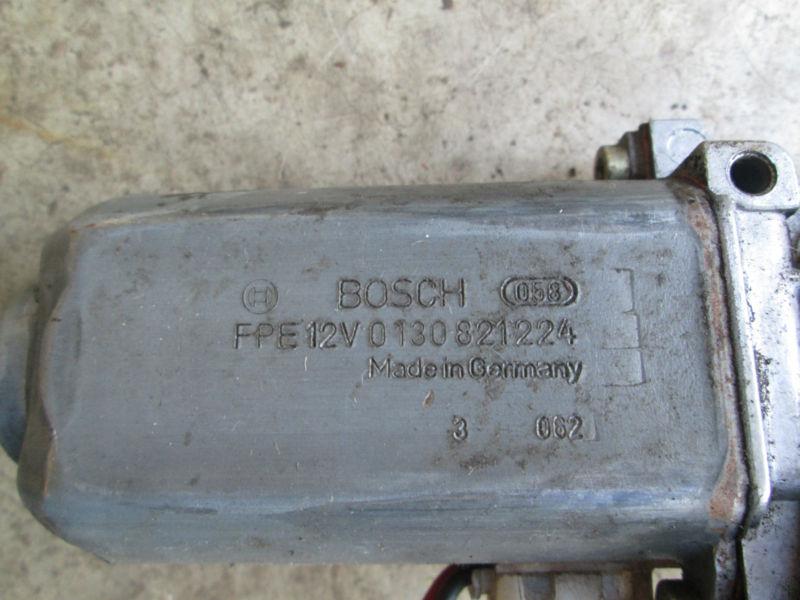 BOSCH 058
FPE 12V 0 130 821 224
Made in Germany
3 062